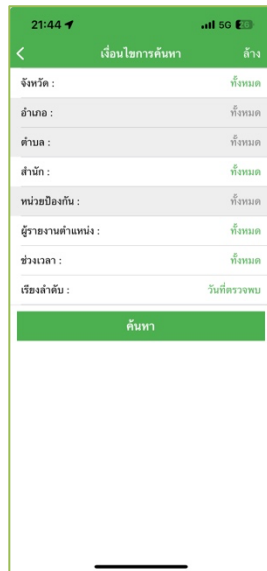 21:44
5G
เงื่อนไขการค้นหา ล้าง
จังหวัด : ทั้งหมด
อำเภอ : ทั้งหมด
ตำบล : ทั้งหมด
สำนัก : ทั้งหมด
หน่วยป้องกัน : ทั้งหมด
ผู้รายงานตำแหน่ง : ทั้งหมด
ช่วงเวลา : ทั้งหมด
เรียงลำดับ : วันที่ตรวจพบ
ค้นหา